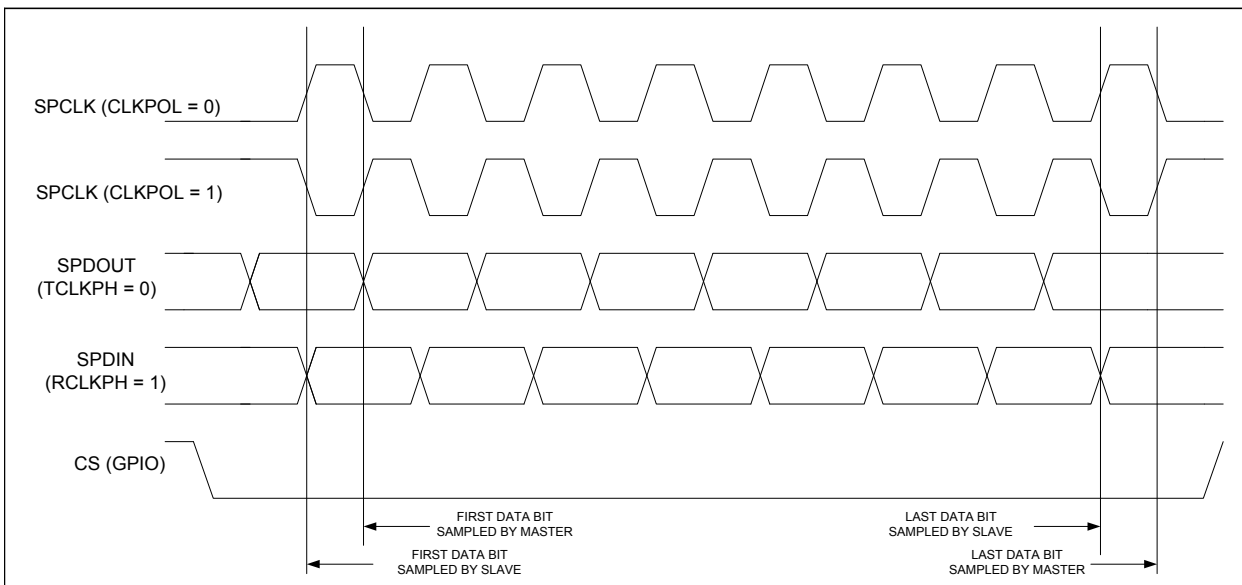 SPCLK (CLKPOL = 0)
SPCLK (CLKPOL = 1)
SPDOUT
(TCLKPH = 0)
SPDIN
(RCLKPH = 1)
CS (GPIO)
FIRST DATA BIT
SAMPLED BY MASTER
LAST DATA BIT
SAMPLED BY SLAVE
FIRST DATA BIT
SAMPLED BY SLAVE
LAST DATA BIT
SAMPLED BY MASTER